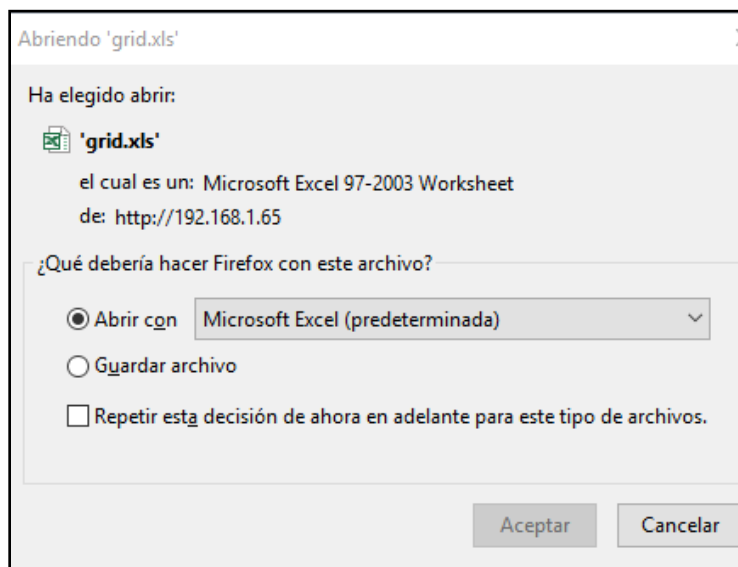 Abriendo 'grid.xls'
Ha elegido abrir:
'grid.xls'
el cual es un: Microsoft Excel 97-2003 Worksheet
de: http://192.168.1.65
¿Qué debería hacer Firefox con este archivo?
Abrir con Microsoft Excel (predeterminada)
Guardar archivo
Repetir esta decisión de ahora en adelante para este tipo de archivos.
Aceptar Cancelar